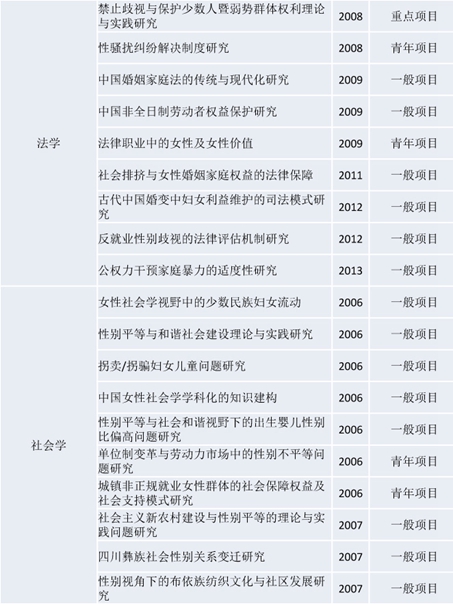 禁止歧视与保护少数人暨弱势群体权利理论
与实践研究
2008
重点项目
性骚扰纠纷解决制度研究
2008
青年项目
中国婚姻家庭法的传统与现代化研究
2009
一般项目
中国非全日制劳动者权益保护研究
2009
一般项目
法学
法律职业中的女性及女性价值
2009
青年项目
社会排挤与女性婚姻家庭权益的法律保障
2011
一般项目
古代中国婚变中妇女利益维护的司法模式研
究
2012
一般项目
反就业性别歧视的法律评估机制研究
2012
一般项目
公权力干预家庭暴力的适度性研究
2013
一般项目
女性社会学视野中的少数民族妇女流动
2006
一般项目
性别平等与和谐社会建设理论与实践研究
2006
一般项目
拐卖/拐骗妇女儿童问题研究
2006
一般项目
中国女性社会学学科化的知识建构
2006
一般项目
性别平等与社会和谐视野下的出生婴儿性别
比偏高问题研究
2006
一般项目
社会学
单位制变革与劳动力市场中的性别不平等问
题研究
2006
青年项目
城镇非正规就业女性群体的社会保障权益及
社会支持模式研究
2006
青年项目
社会主义新农村建设与性别平等的理论与实
践问题研究
2007
一般项目
四川彝族社会性别关系变迁研究
2007
一般项目
性别视角下的布依族纺织文化与社区发展研
究
2007
一般项目